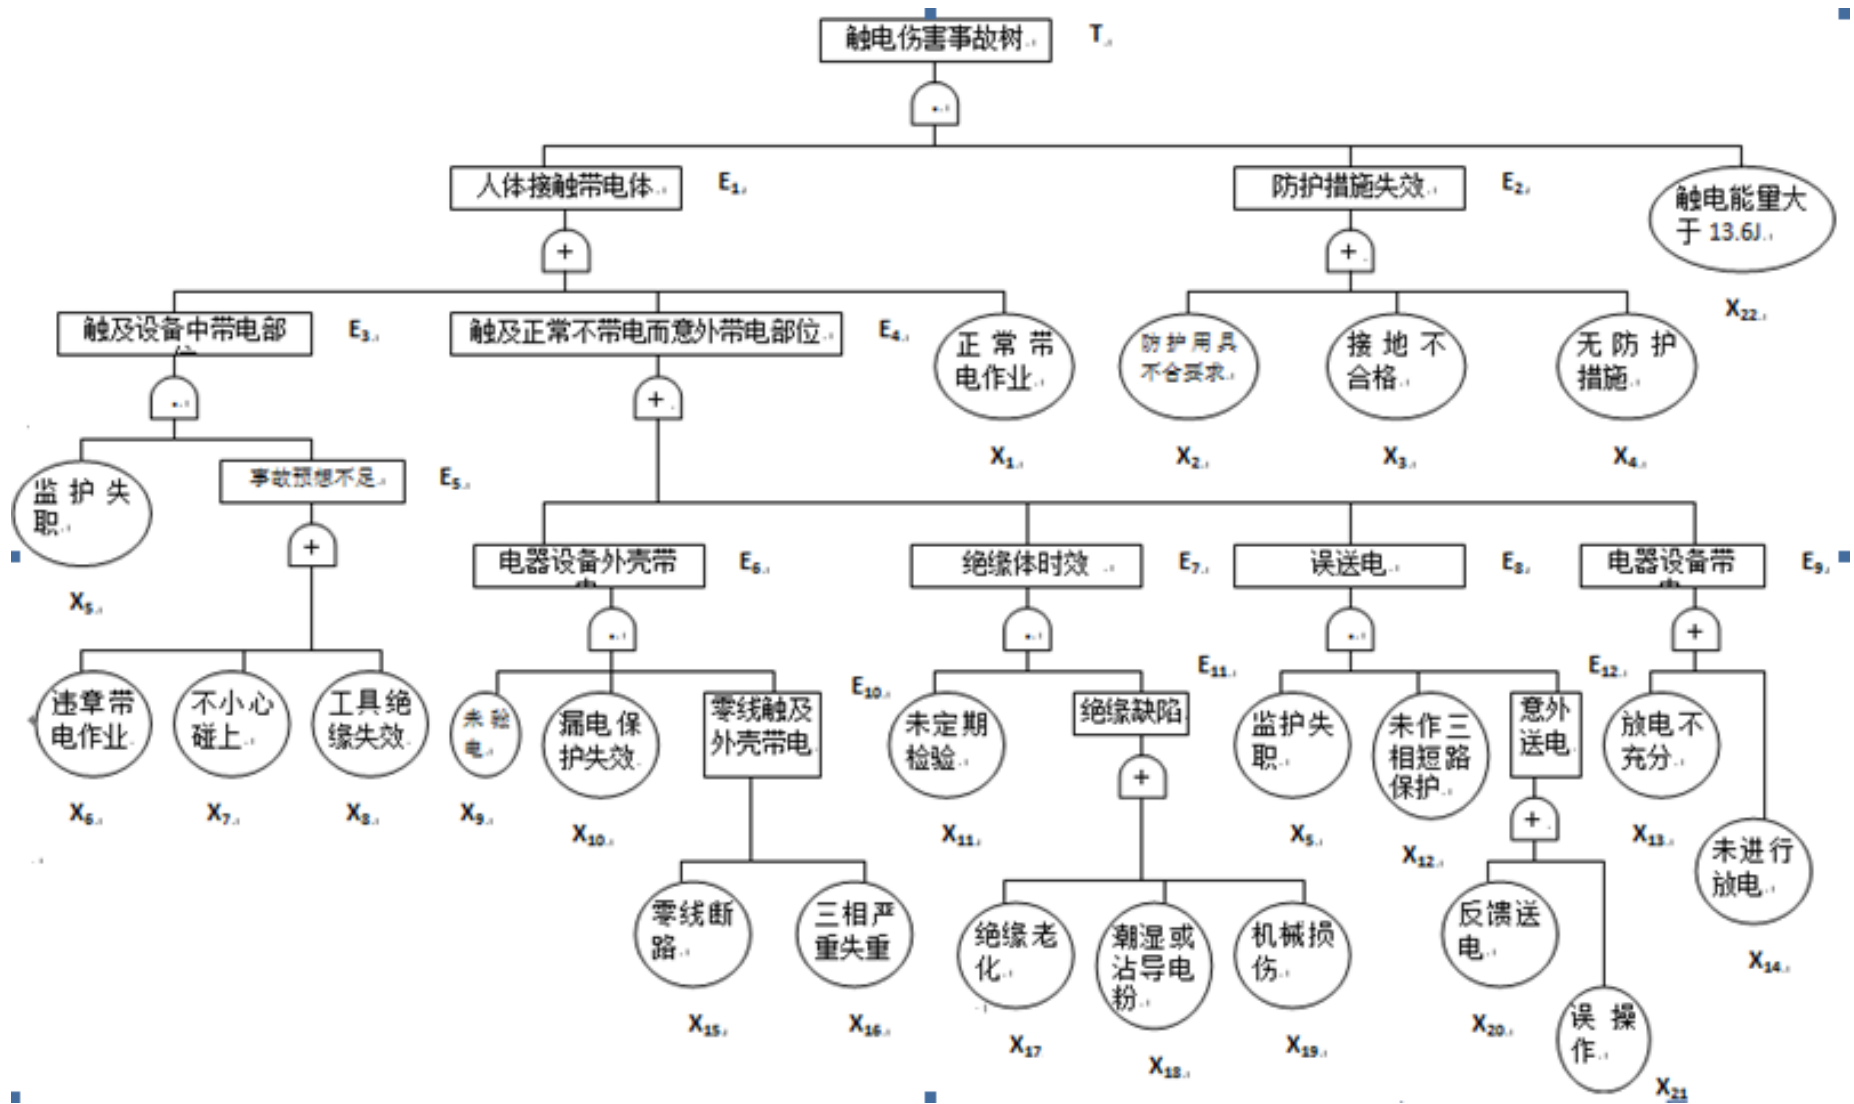 触电伤害事故树
T
人体接触带电体
E1
防护措施失效
E2
触电能量大
于 13.6J
X22
触及设备中带电部
E3
触及正常不带电而意外带电部位
E4
正常带
电作业
X1
防护用具
不合要求
X2
接地不
合格
X3
无防护
措施
X4
监护失
职
X5
事故预想不足
E5
电器设备外壳带
E6
绝缘体时效
E7
误送电
E8
电器设备带
E9
违章带
电作业
X6
不小心
碰上
X7
工具绝
缘失效
X8
未验
电
X9
漏电保
护失效
X10
零线触及
外壳带电
E10
未定期
检验
X11
绝缘缺陷
E11
监护失
职
X5
未作三
相短路
保护
X12
意外
送电
E12
放电不
充分
X13
未进行
放电
X14
零线断
路
X15
三相严
重失重
X16
绝缘老
化
X17
潮湿或
沾导电
粉
X18
机械损
伤
X19
反馈送
电
X20
误操
作
X21